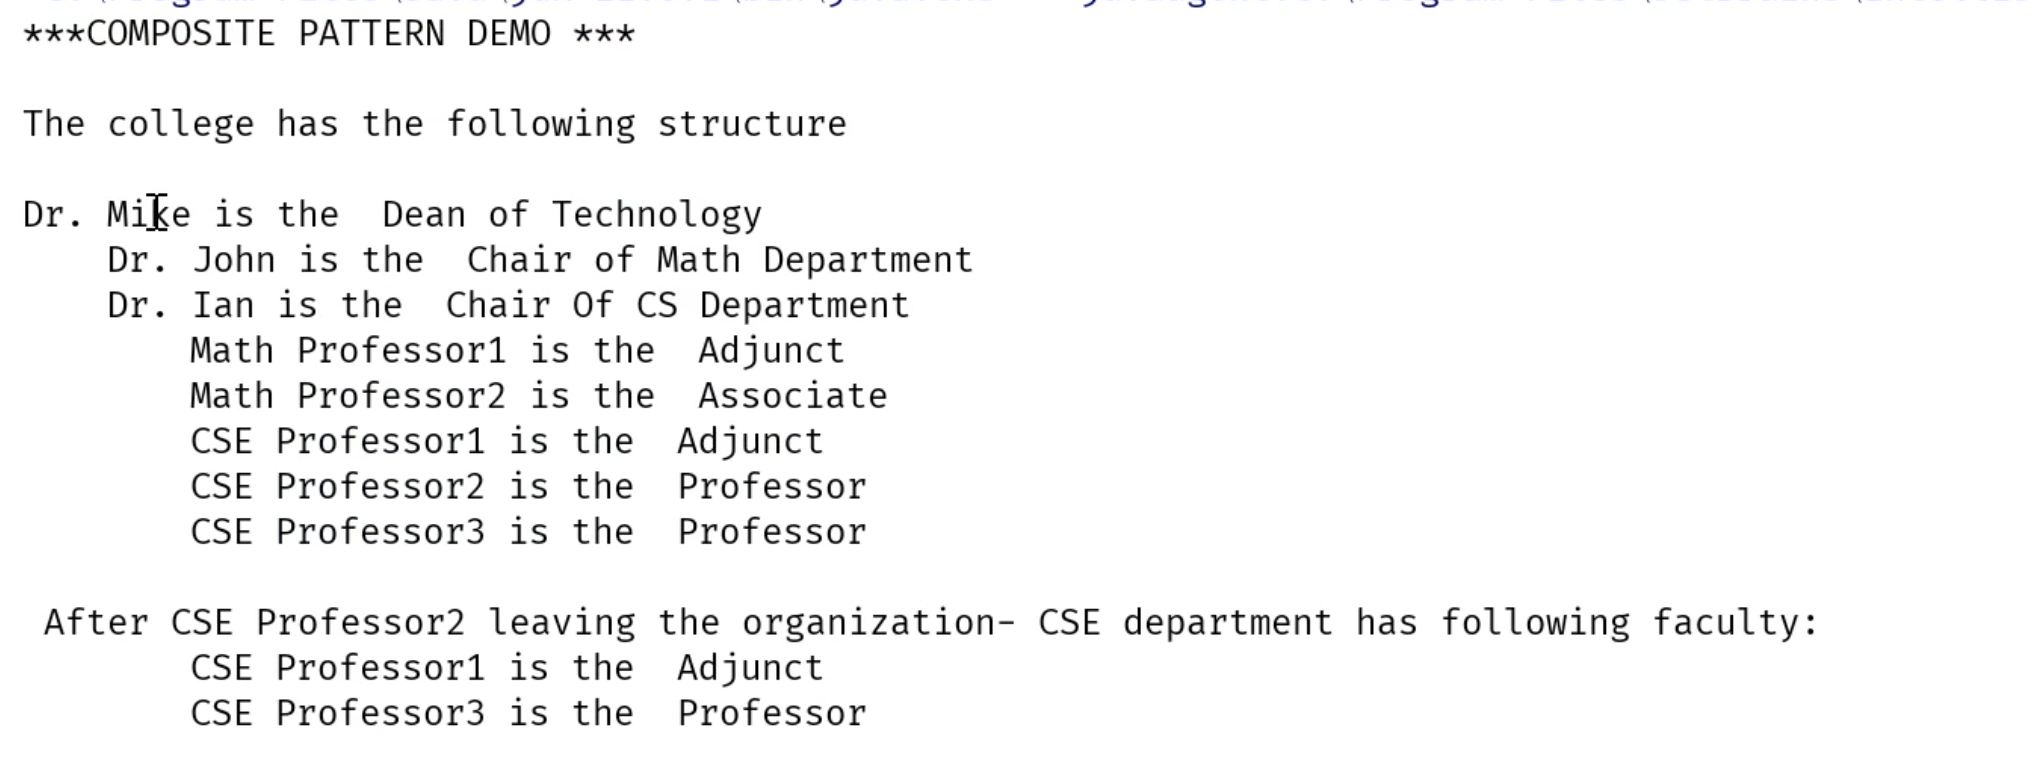 ***COMPOSITE PATTERN DEMO ***
The college has the following structure
Dr. Mike is the  Dean of Technology
    Dr. John is the  Chair of Math Department
    Dr. Ian is the  Chair Of CS Department
        Math Professor1 is the  Adjunct
        Math Professor2 is the  Associate
        CSE Professor1 is the  Adjunct
        CSE Professor2 is the  Professor
        CSE Professor3 is the  Professor
 After CSE Professor2 leaving the organization- CSE department has following faculty:
        CSE Professor1 is the  Adjunct
        CSE Professor3 is the  Professor